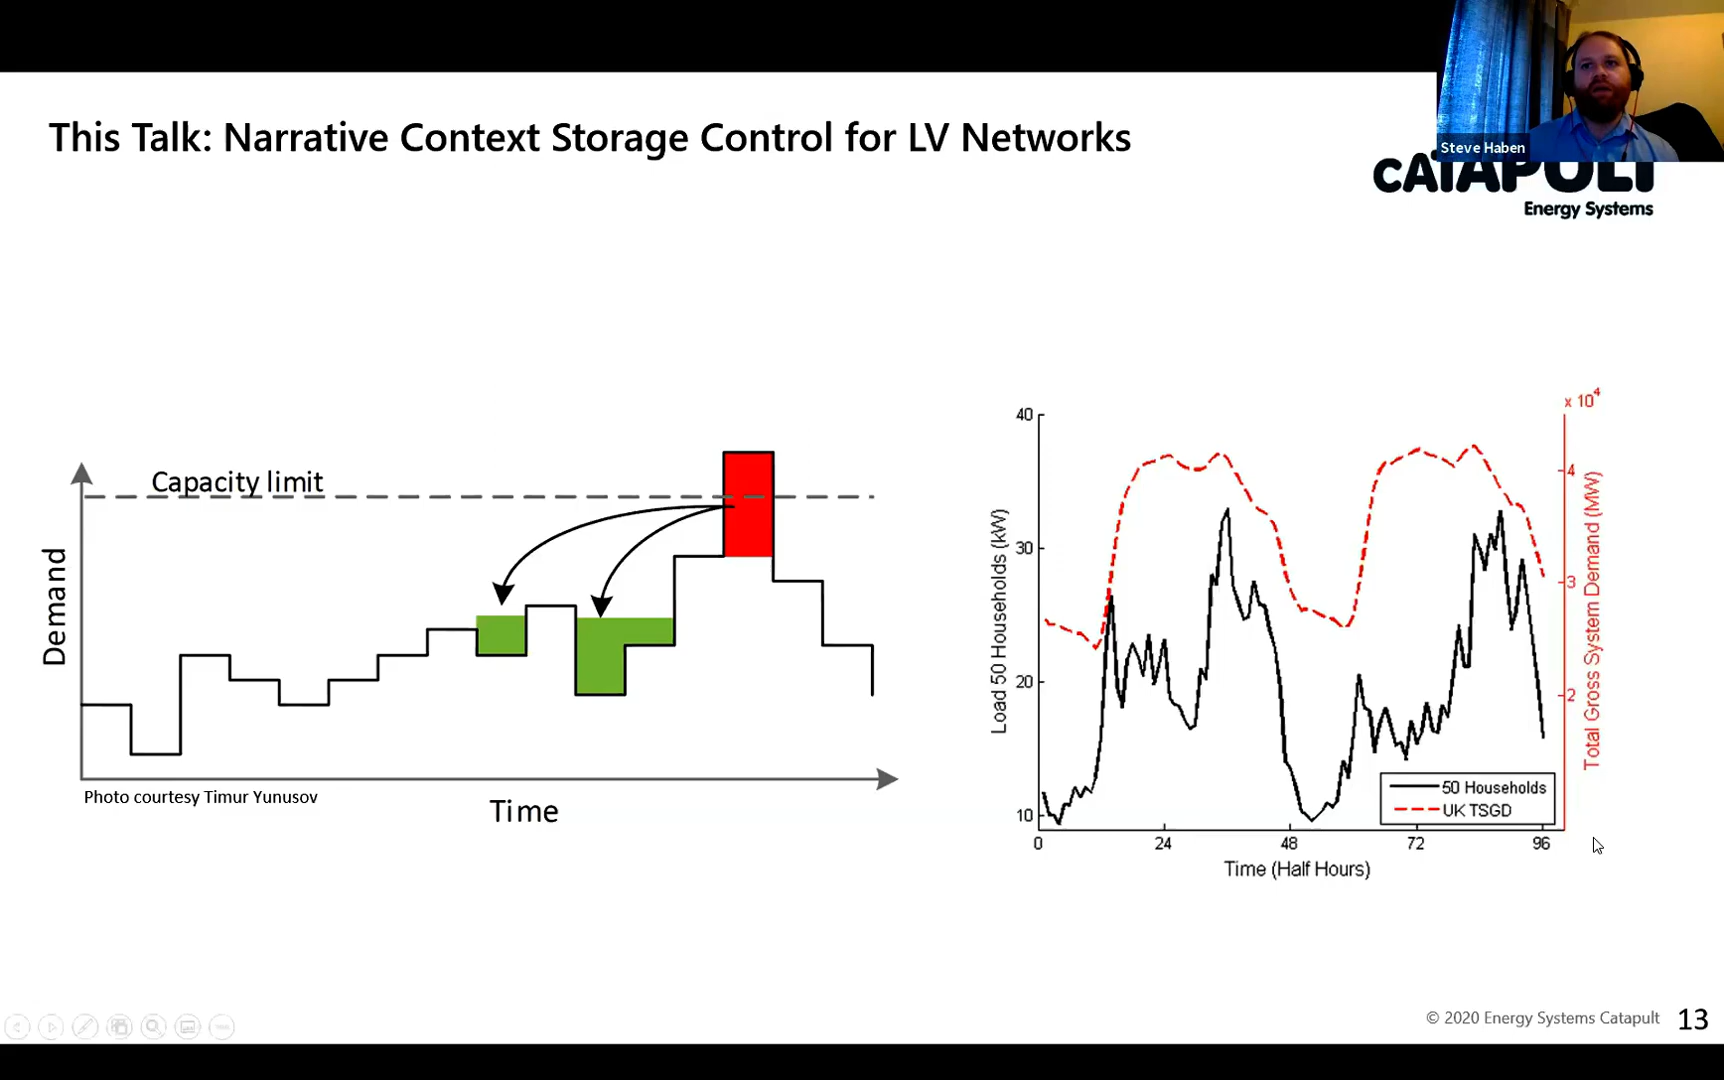 Steve Haben
This Talk: Narrative Context Storage Control for LV Networks
CATAPULT
Energy Systems
Capacity limit
Demand
Time
Photo courtesy Timur Yunusov
x 10^4
40
30
20
10
Load 50 Households (kW)
4
3
2
Total Gross System Demand (MW)
50 Households
UK TSGD
0 24 48 72 96
Time (Half Hours)
© 2020 Energy Systems Catapult 13